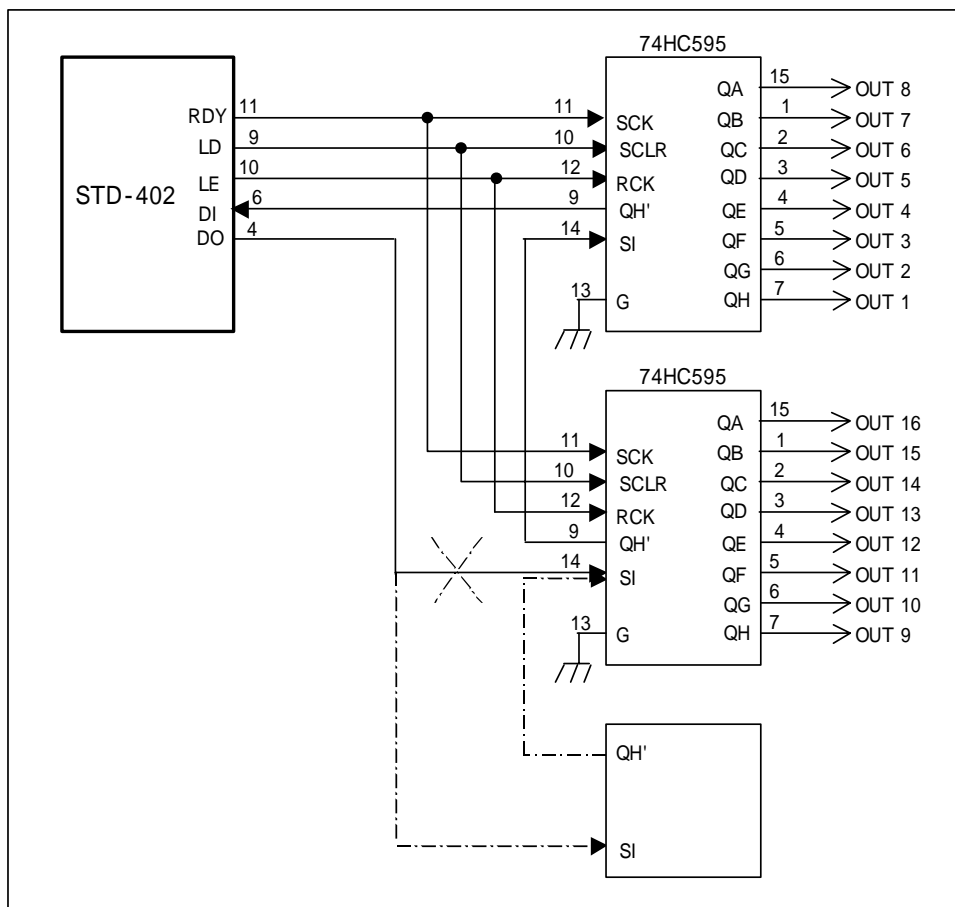 74HC595
STD-402
RDY 11
LD 9
LE 10
DI 6
DO 4
11 SCK
10 SCLR
12 RCK
9 QH'
14 SI
13 G
QA 15 OUT 8
QB 1 OUT 7
QC 2 OUT 6
QD 3 OUT 5
QE 4 OUT 4
QF 5 OUT 3
QG 6 OUT 2
QH 7 OUT 1
74HC595
11 SCK
10 SCLR
12 RCK
9 QH'
14 SI
13 G
QA 15 OUT 16
QB 1 OUT 15
QC 2 OUT 14
QD 3 OUT 13
QE 4 OUT 12
QF 5 OUT 11
QG 6 OUT 10
QH 7 OUT 9
QH'
SI